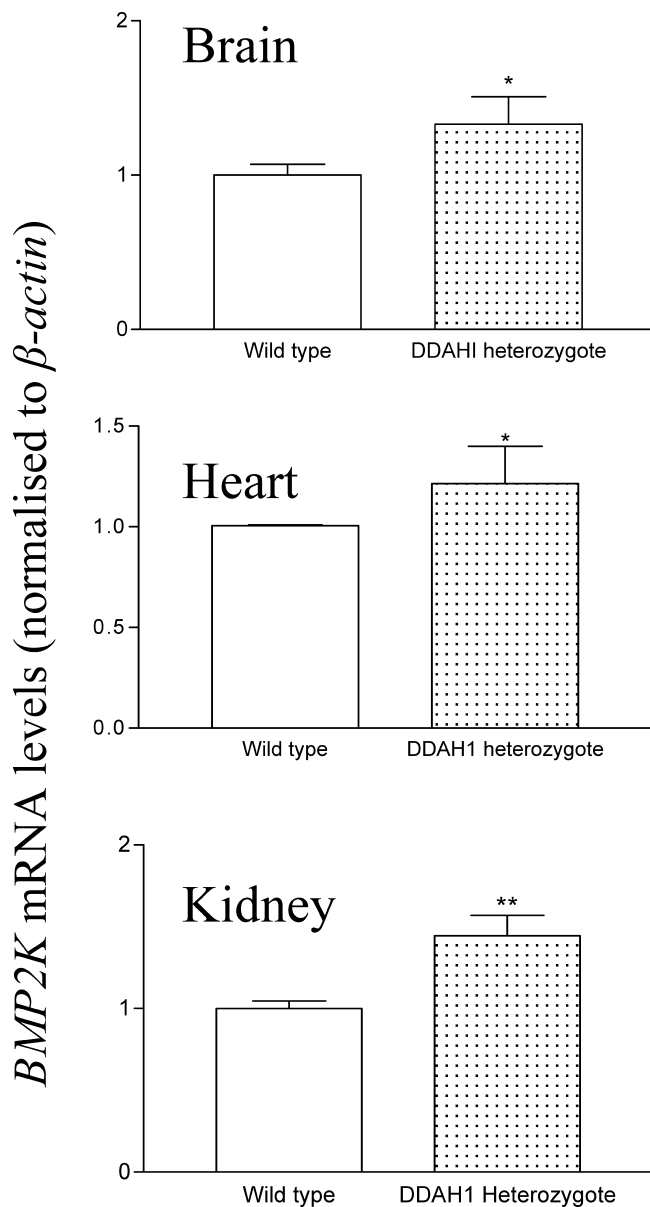 BMP2K mRNA levels (normalised to β-actin)
Brain
2
1
0
*
Wild type
DDAHI heterozygote
Heart
1.5
1.0
0.5
0.0
*
Wild type
DDAH1 heterozygote
Kidney
2
1
0
**
Wild type
DDAH1 Heterozygote